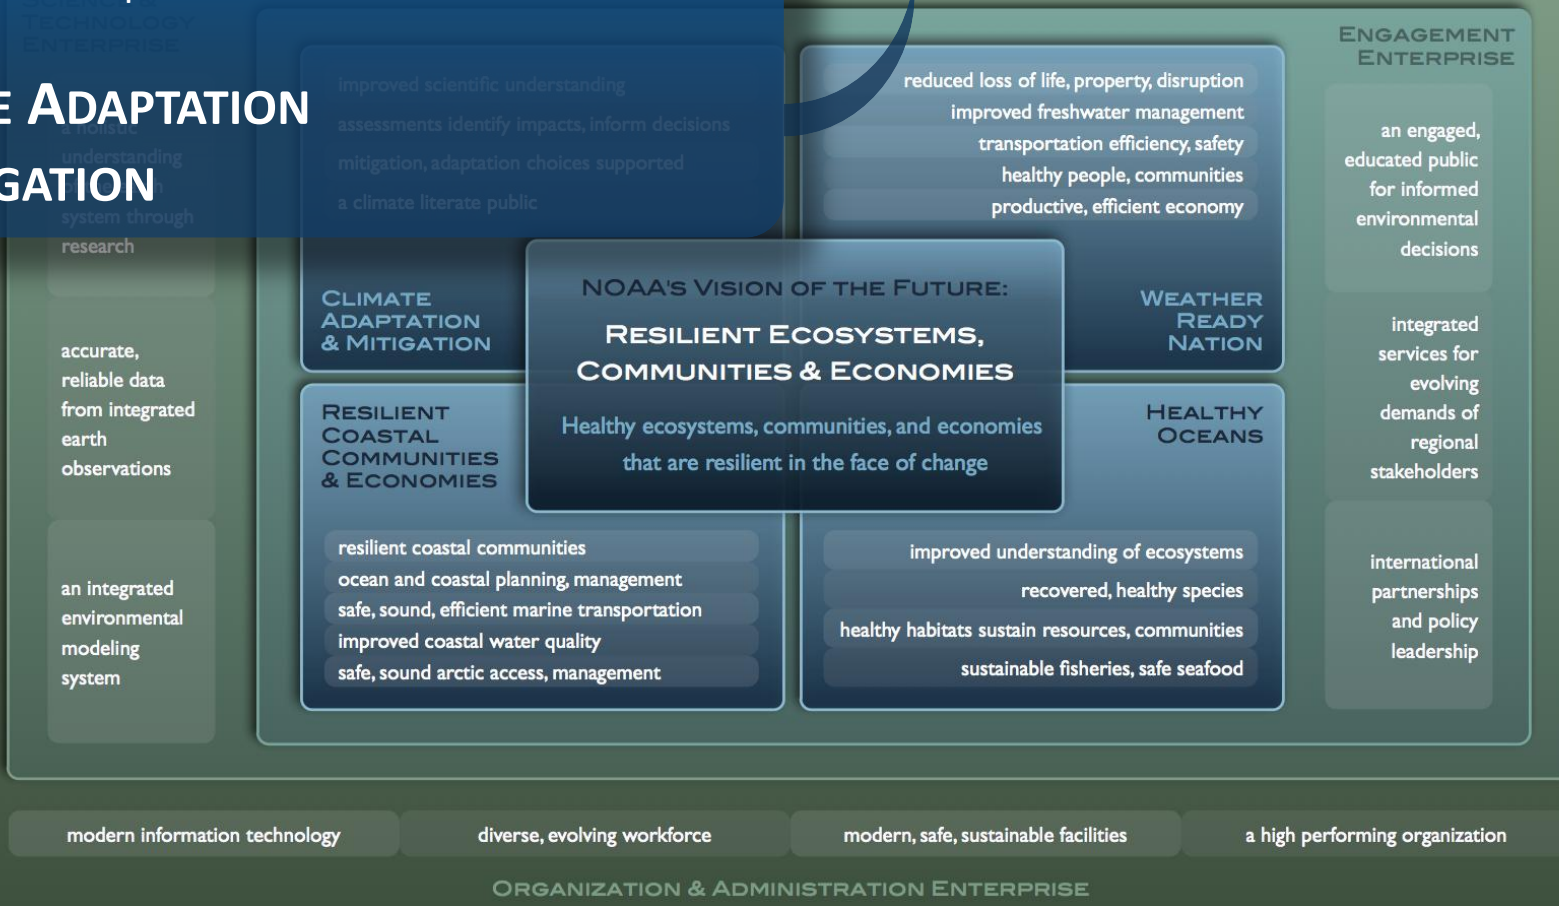 SCIENCE &
TECHNOLOGY
ENTERPRISE
E ADAPTATION
GATION
a holistic
understanding
system through
research
accurate,
reliable data
from integrated
earth
observations
an integrated
environmental
modeling
system
improved scientific understanding
assessments identify impacts, inform decisions
mitigation, adaptation choices supported
a climate literate public
CLIMATE
ADAPTATION
& MITIGATION
reduced loss of life, property, disruption
improved freshwater management
transportation efficiency, safety
healthy people, communities
productive, efficient economy
WEATHER
READY
NATION
NOAA'S VISION OF THE FUTURE:
RESILIENT ECOSYSTEMS,
COMMUNITIES & ECONOMIES
Healthy ecosystems, communities, and economies
that are resilient in the face of change
RESILIENT
COASTAL
COMMUNITIES
& ECONOMIES
resilient coastal communities
ocean and coastal planning, management
safe, sound, efficient marine transportation
improved coastal water quality
safe, sound arctic access, management
HEALTHY
OCEANS
improved understanding of ecosystems
recovered, healthy species
healthy habitats sustain resources, communities
sustainable fisheries, safe seafood
ENGAGEMENT
ENTERPRISE
an engaged,
educated public
for informed
environmental
decisions
integrated
services for
evolving
demands of
regional
stakeholders
international
partnerships
and policy
leadership
modern information technology
diverse, evolving workforce
modern, safe, sustainable facilities
a high performing organization
ORGANIZATION & ADMINISTRATION ENTERPRISE